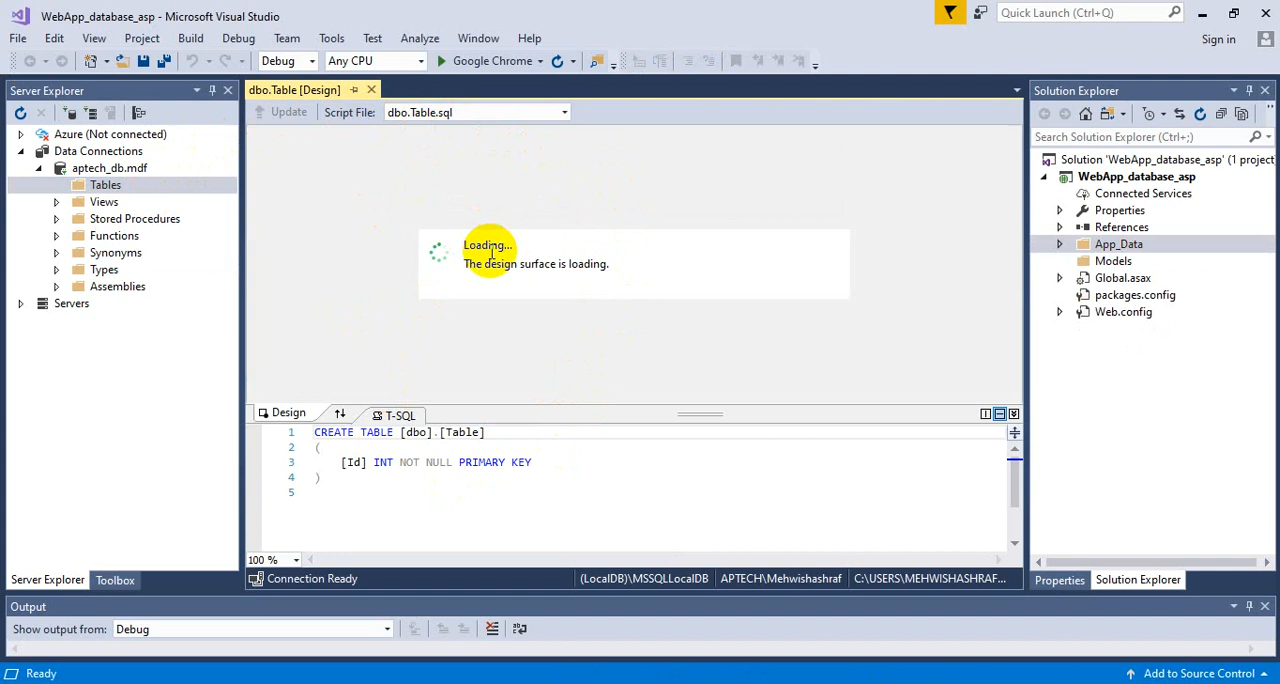 WebApp_database_asp - Microsoft Visual Studio
Quick Launch (Ctrl+Q)
File Edit View Project Build Debug Team Tools Test Analyze Window Help
Sign in
Debug Any CPU Google Chrome
Server Explorer
Azure (Not connected)
Data Connections
aptech_db.mdf
Tables
Views
Stored Procedures
Functions
Synonyms
Types
Assemblies
Servers
Server Explorer Toolbox
dbo.Table [Design]
Update Script File: dbo.Table.sql
Loading...
The design surface is loading.
Design T-SQL
1 CREATE TABLE [dbo].[Table]
2 (
3 [Id] INT NOT NULL PRIMARY KEY
4 )
5
100 %
Connection Ready (LocalDB)\MSSQLLocalDB APTECH\Mehwishashraf C:\USERS\MEHWISHASHRAF...
Solution Explorer
Search Solution Explorer (Ctrl+;)
Solution 'WebApp_database_asp' (1 project
WebApp_database_asp
Connected Services
Properties
References
App_Data
Models
Global.asax
packages.config
Web.config
Properties Solution Explorer
Output
Show output from: Debug
Ready
Add to Source Control